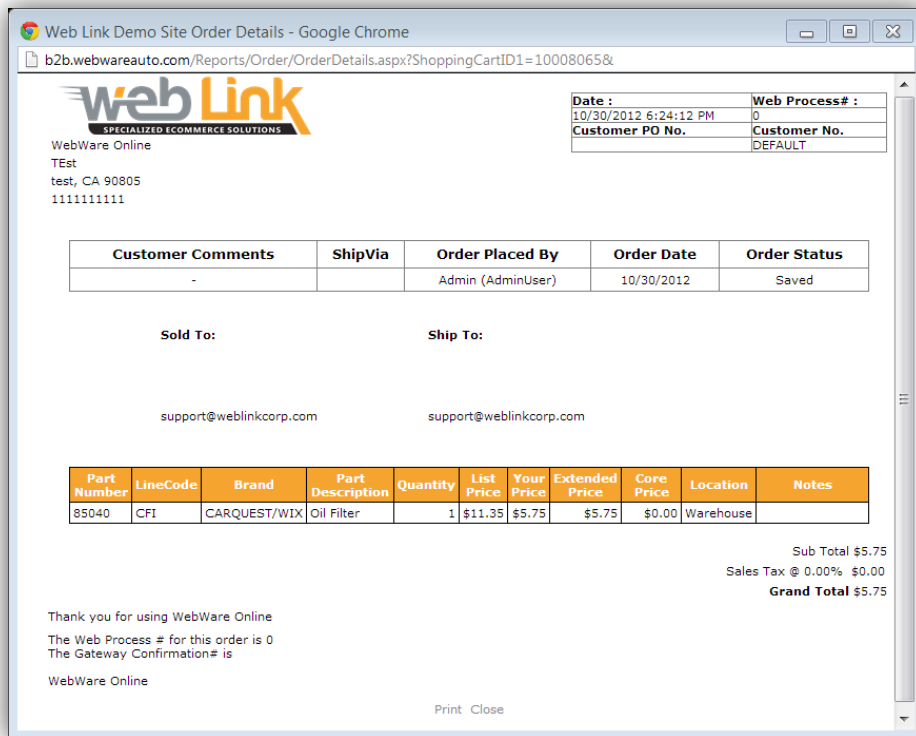 Web Link Demo Site Order Details - Google Chrome
b2b.webwareauto.com/Reports/Order/OrderDetails.aspx?ShoppingCartID1=10008065&
web Link
SPECIALIZED ECOMMERCE SOLUTIONS
Date : Web Process# :
10/30/2012 6:24:12 PM 0
Customer PO No. Customer No.
DEFAULT
WebWare Online
TEst
test, CA 90805
1111111111
Customer Comments ShipVia Order Placed By Order Date Order Status
- Admin (AdminUser) 10/30/2012 Saved
Sold To: Ship To:
support@weblinkcorp.com support@weblinkcorp.com
Part Number LineCode Brand Part Description Quantity List Price Your Price Extended Price Core Price Location Notes
85040 CFI CARQUEST/WIX Oil Filter 1 $11.35 $5.75 $5.75 $0.00 Warehouse
Sub Total $5.75
Sales Tax @ 0.00% $0.00
Grand Total $5.75
Thank you for using WebWare Online
The Web Process # for this order is 0
The Gateway Confirmation# is
WebWare Online
Print Close